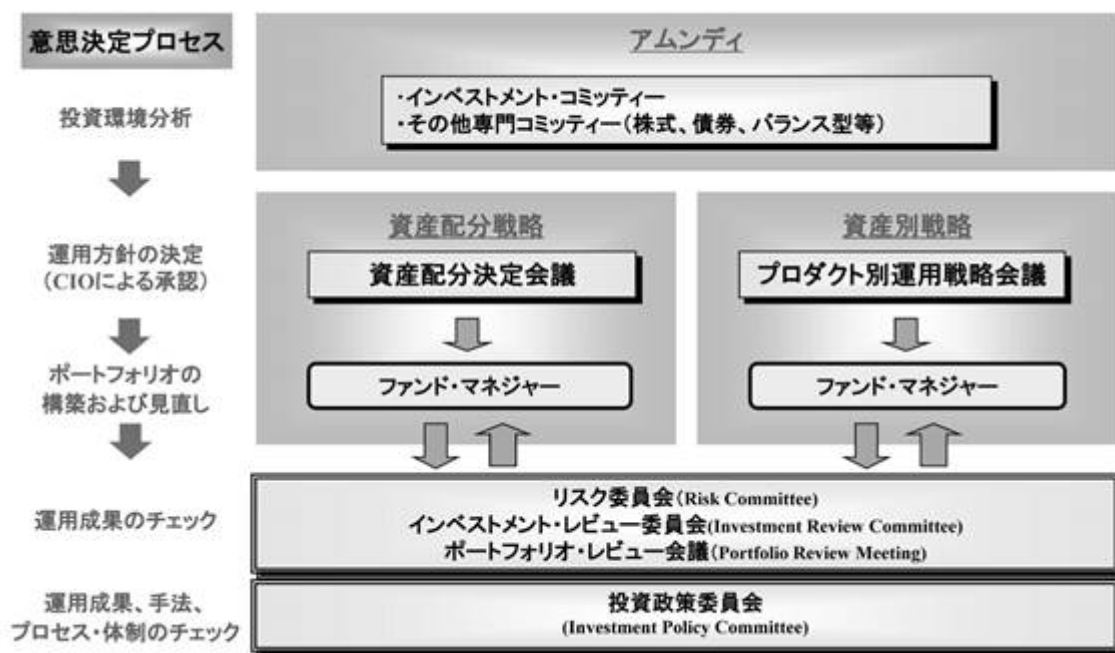 意思決定プロセス
アムンディ
・インベストメント・コミッティー
・その他専門コミッティー(株式、債券、バランス型等)
投資環境分析
資産配分戦略
資産別戦略
運用方針の決定
(CIOによる承認)
資産配分決定会議
プロダクト別運用戦略会議
ポートフォリオの
構築および見直し
ファンド・マネジャー
ファンド・マネジャー
運用成果のチェック
リスク委員会(Risk Committee)
インベストメント・レビュー委員会(Investment Review Committee)
ポートフォリオ・レビュー会議(Portfolio Review Meeting)
運用成果、手法、
プロセス・体制のチェック
投資政策委員会
(Investment Policy Committee)